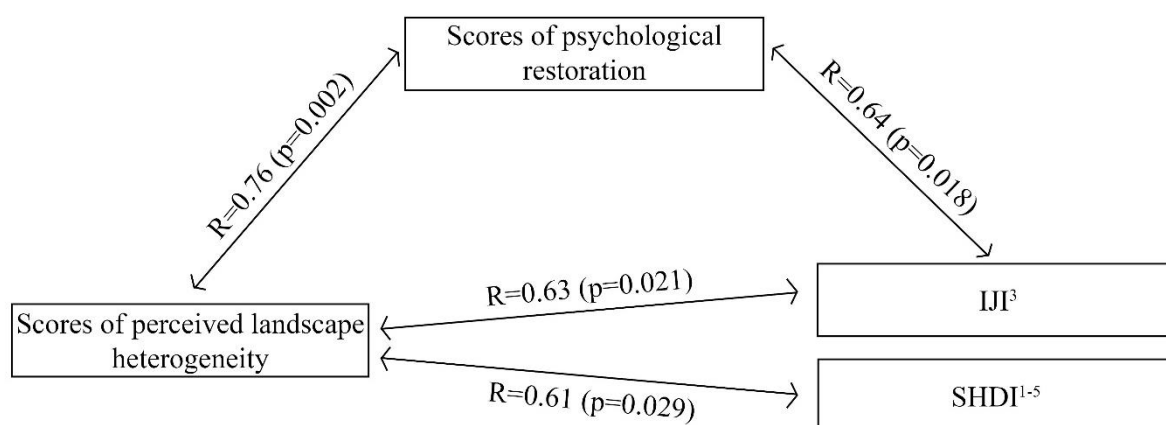 Scores of psychological
restoration
R=0.76 (p=0.002)
R=0.64 (p=0.018)
R=0.63 (p=0.021)
IJI³
Scores of perceived landscape
heterogeneity
R=0.61 (p=0.029)
SHDI¹⁻⁵